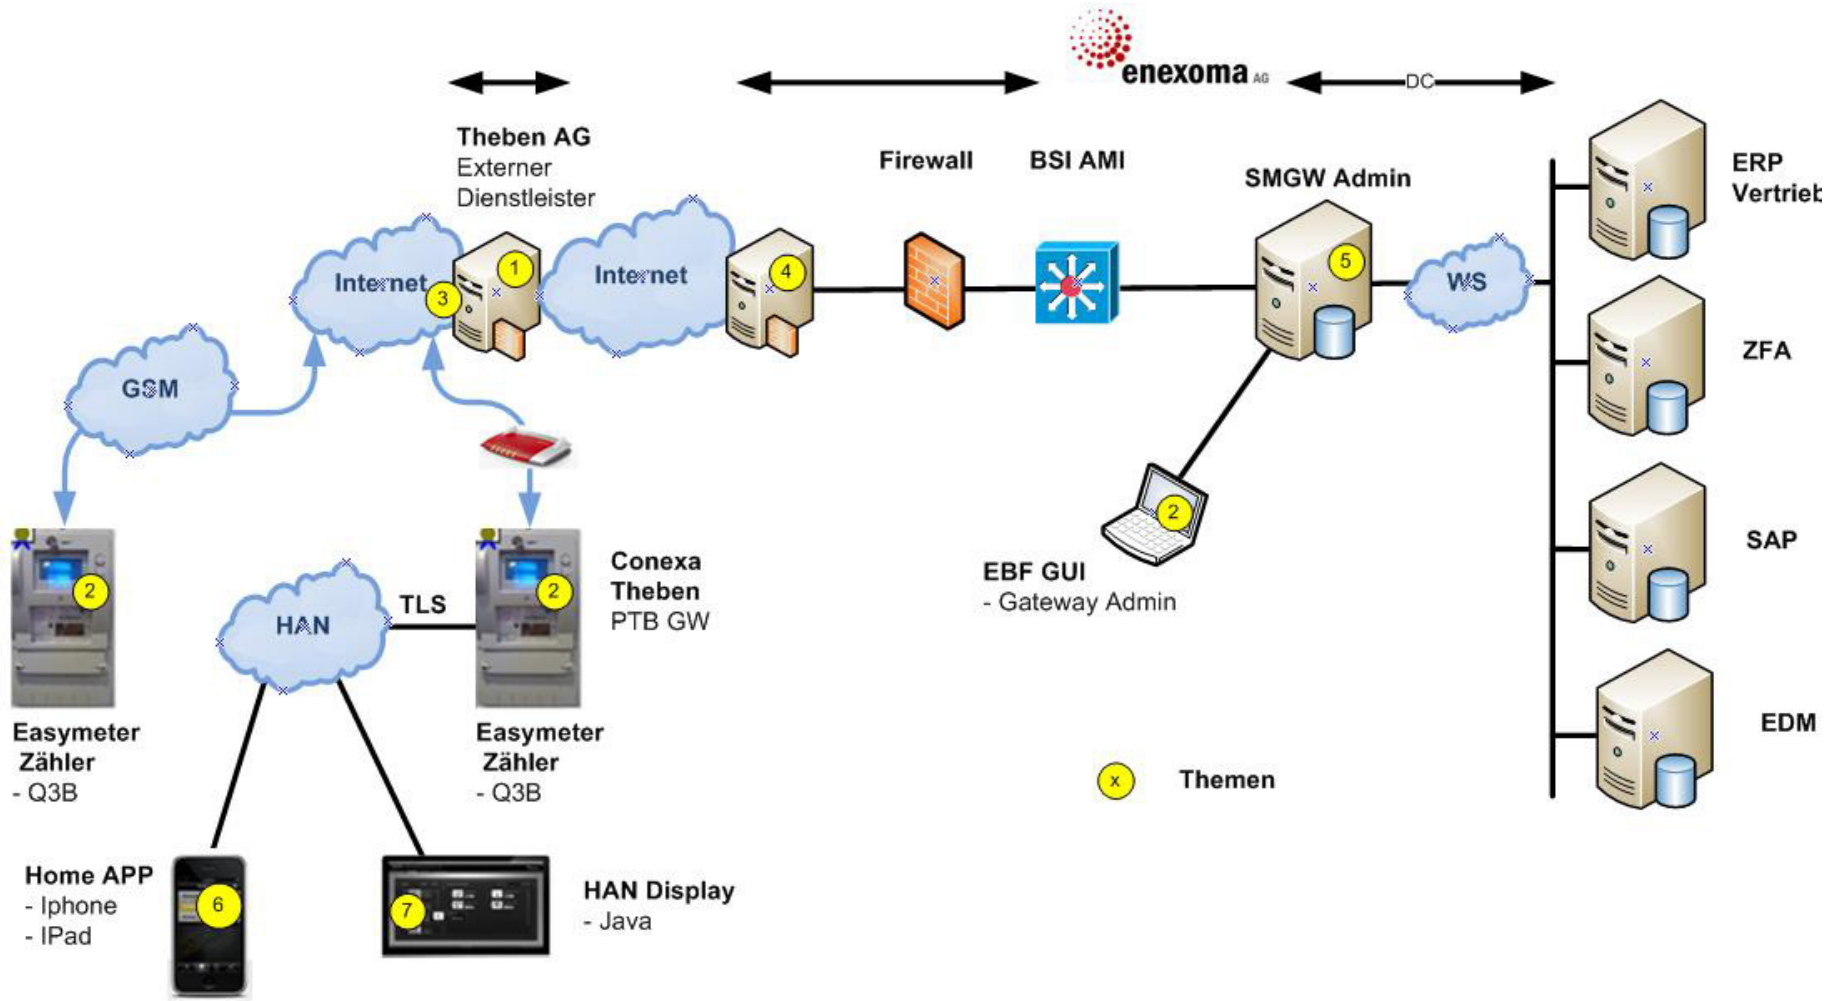 enexoma AG
DC
Theben AG
Externer
Dienstleister
Firewall
BSI AMI
SMGW Admin
ERP
Vertrieb
Internet
3
1
Internet
4
5
WS
ZFA
GSM
2
EBF GUI
- Gateway Admin
SAP
2
2
Conexa
Theben
PTB GW
TLS
HAN
Easymeter
Zähler
- Q3B
Easymeter
Zähler
- Q3B
EDM
x
Themen
Home APP
- Iphone
- IPad
6
7
HAN Display
- Java